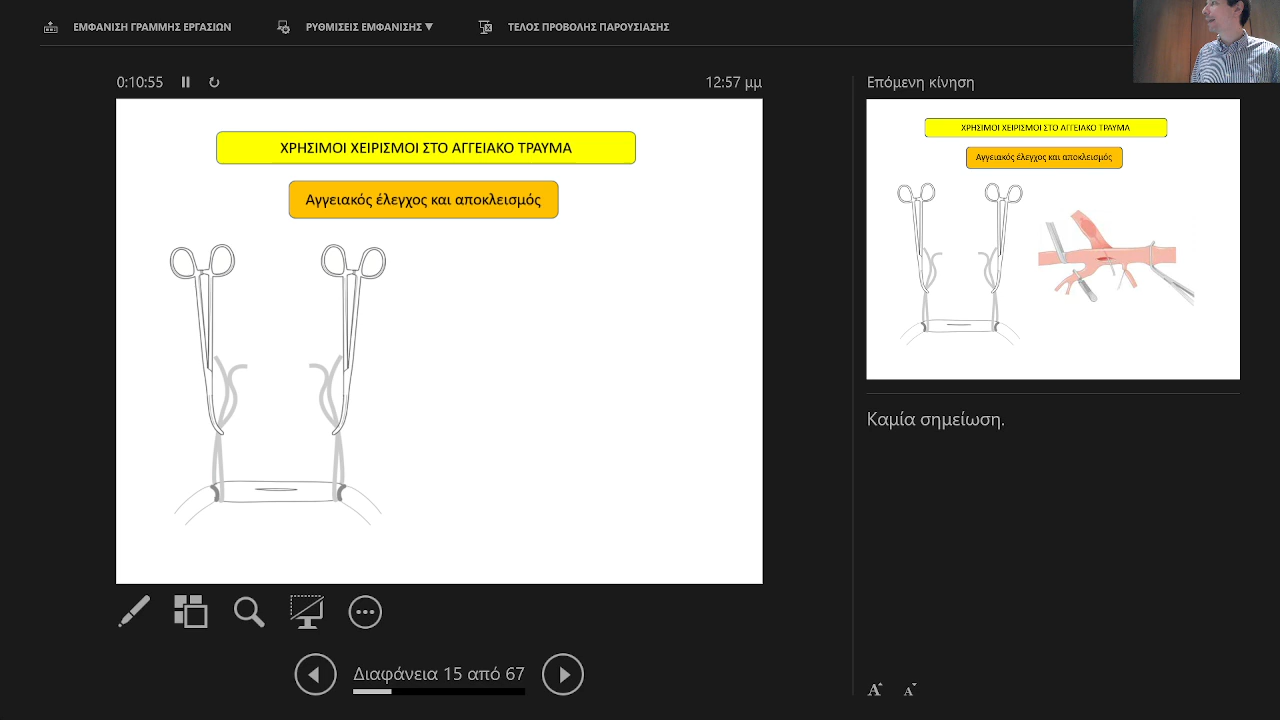 ΕΜΦΑΝΙΣΗ ΓΡΑΜΜΗΣ ΕΡΓΑΣΙΩΝ
ΡΥΘΜΙΣΕΙΣ ΕΜΦΑΝΙΣΗΣ ▼
ΤΕΛΟΣ ΠΡΟΒΟΛΗΣ ΠΑΡΟΥΣΙΑΣΗΣ
0:10:55
12:57 μμ
ΧΡΗΣΙΜΟΙ ΧΕΙΡΙΣΜΟΙ ΣΤΟ ΑΓΓΕΙΑΚΟ ΤΡΑΥΜΑ
Αγγειακός έλεγχος και αποκλεισμός
Διαφάνεια 15 από 67
Επόμενη κίνηση
ΧΡΗΣΙΜΟΙ ΧΕΙΡΙΣΜΟΙ ΣΤΟ ΑΓΓΕΙΑΚΟ ΤΡΑΥΜΑ
Αγγειακός έλεγχος και αποκλεισμός
Καμία σημείωση.
A A